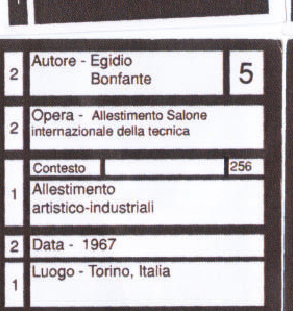 2 Autore - Egidio
Bonfante 5
2 Opera - Allestimento Salone
internazionale della tecnica
Contesto 256
1 Allestimento
artistico-industriali
2 Data - 1967
1 Luogo - Torino, Italia